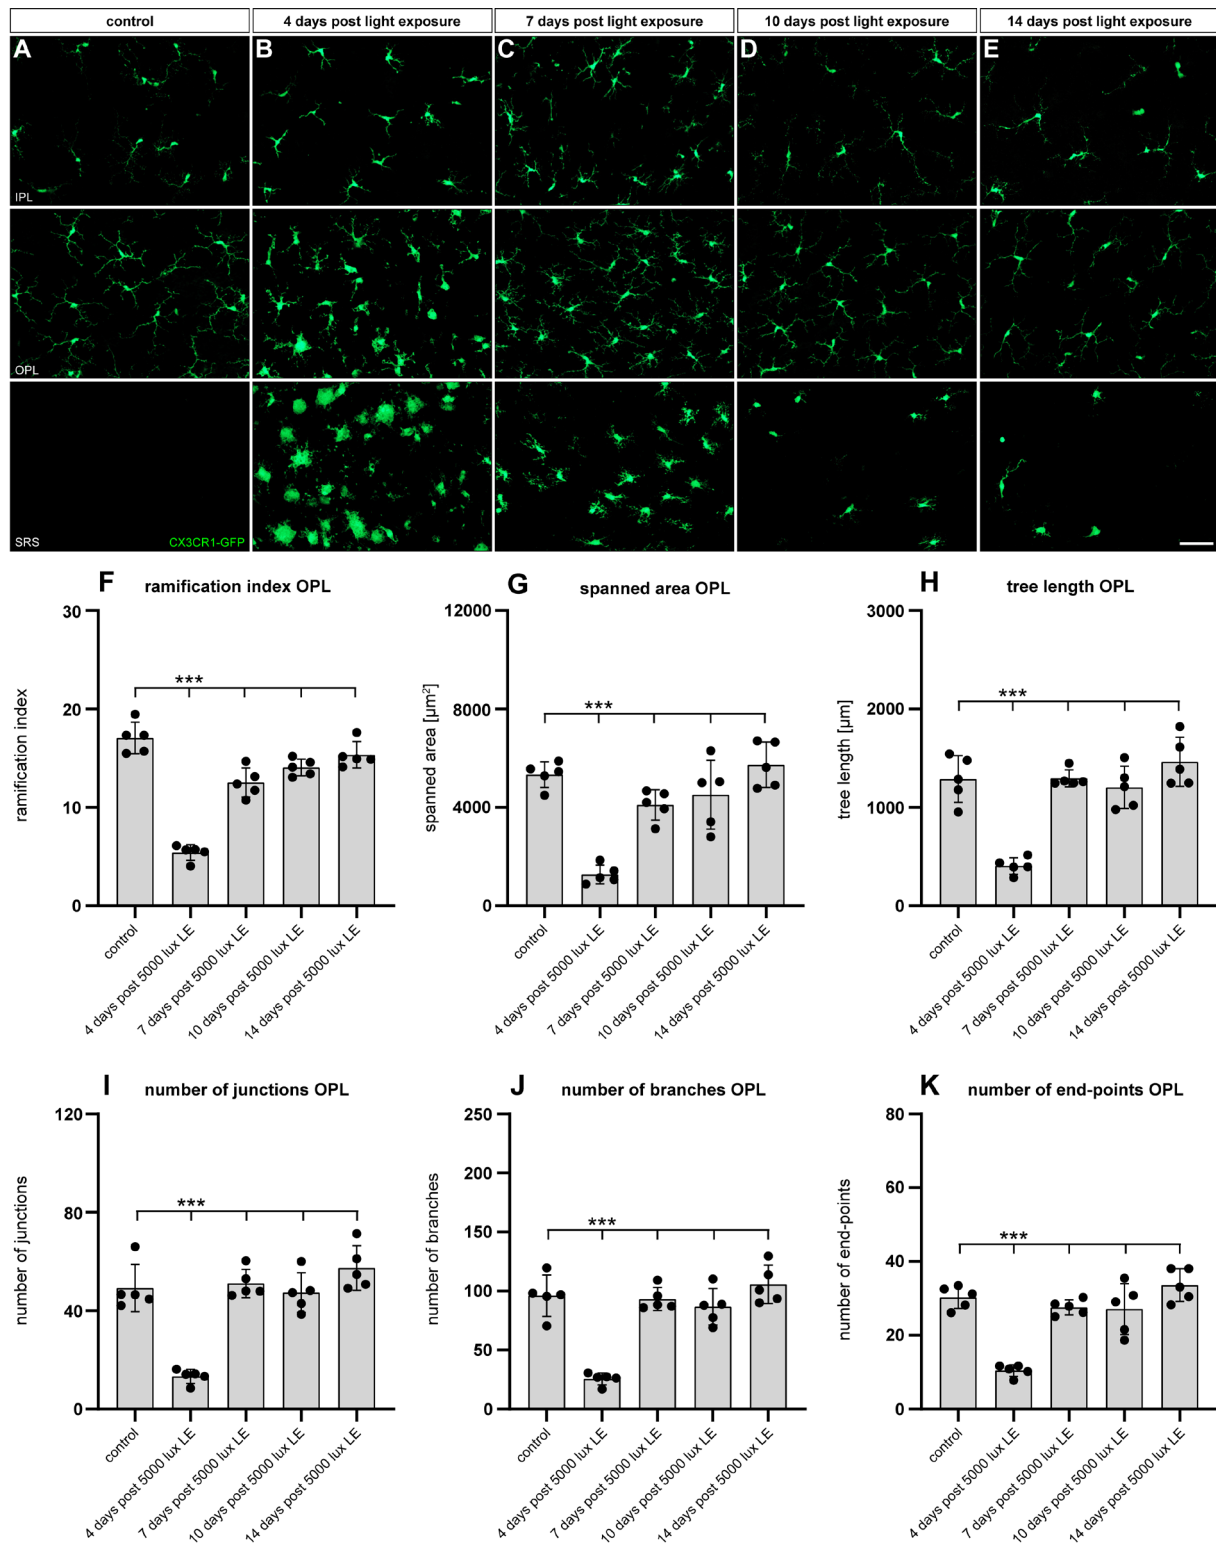 control
4 days post light exposure
7 days post light exposure
10 days post light exposure
14 days post light exposure
A
B
C
D
E
IPL
OPL
SRS
CX3CR1-GFP
F
ramification index OPL
ramification index
30
20
10
0
***
control
4 days post 5000 lux LE
7 days post 5000 lux LE
10 days post 5000 lux LE
14 days post 5000 lux LE
G
spanned area OPL
spanned area [µm²]
12000
8000
4000
0
***
control
4 days post 5000 lux LE
7 days post 5000 lux LE
10 days post 5000 lux LE
14 days post 5000 lux LE
H
tree length OPL
tree length [µm]
3000
2000
1000
0
***
control
4 days post 5000 lux LE
7 days post 5000 lux LE
10 days post 5000 lux LE
14 days post 5000 lux LE
I
number of junctions OPL
number of junctions
120
80
40
0
***
control
4 days post 5000 lux LE
7 days post 5000 lux LE
10 days post 5000 lux LE
14 days post 5000 lux LE
J
number of branches OPL
number of branches
250
200
150
100
50
0
***
control
4 days post 5000 lux LE
7 days post 5000 lux LE
10 days post 5000 lux LE
14 days post 5000 lux LE
K
number of end-points OPL
number of end-points
80
60
40
20
0
***
control
4 days post 5000 lux LE
7 days post 5000 lux LE
10 days post 5000 lux LE
14 days post 5000 lux LE